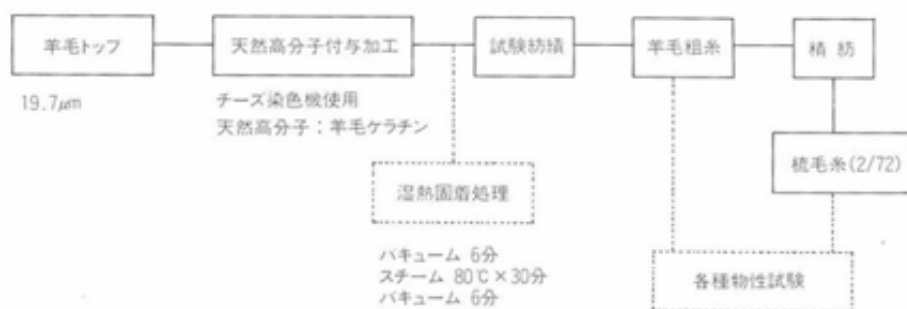 羊毛トップ
天然高分子付与加工
試験紡績
羊毛粗糸
精紡
19.7μm
チーズ染色機使用
天然高分子：羊毛ケラチン
梳毛糸(2/72)
湿熱固着処理
バキューム 6分
スチーム 80℃×30分
バキューム 6分
各種物性試験